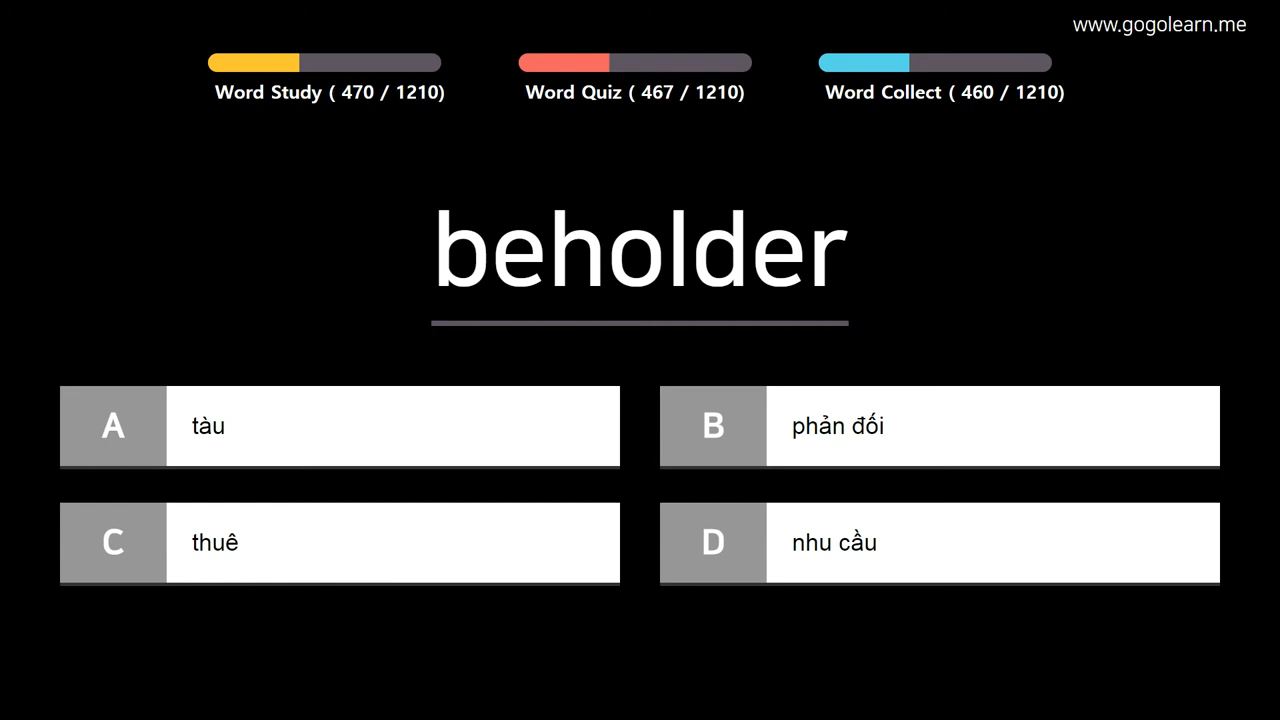 www.gogolearn.me
Word Study ( 470 / 1210)
Word Quiz ( 467 / 1210)
Word Collect ( 460 / 1210)
beholder
A tàu
B phản đối
C thuê
D nhu cầu